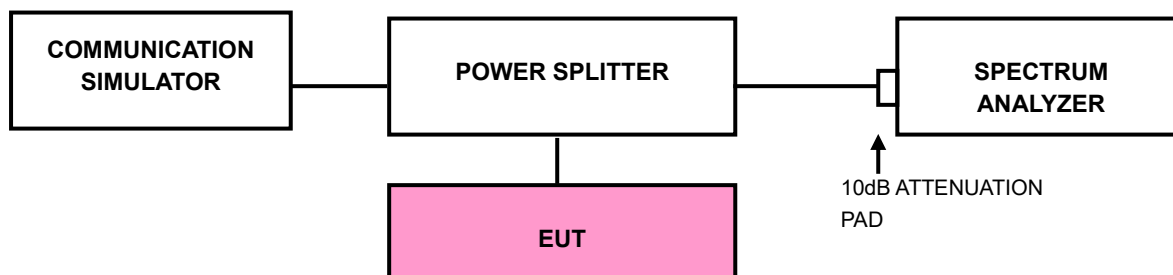 COMMUNICATION
SIMULATOR
POWER SPLITTER
SPECTRUM
ANALYZER
10dB ATTENUATION
PAD
EUT